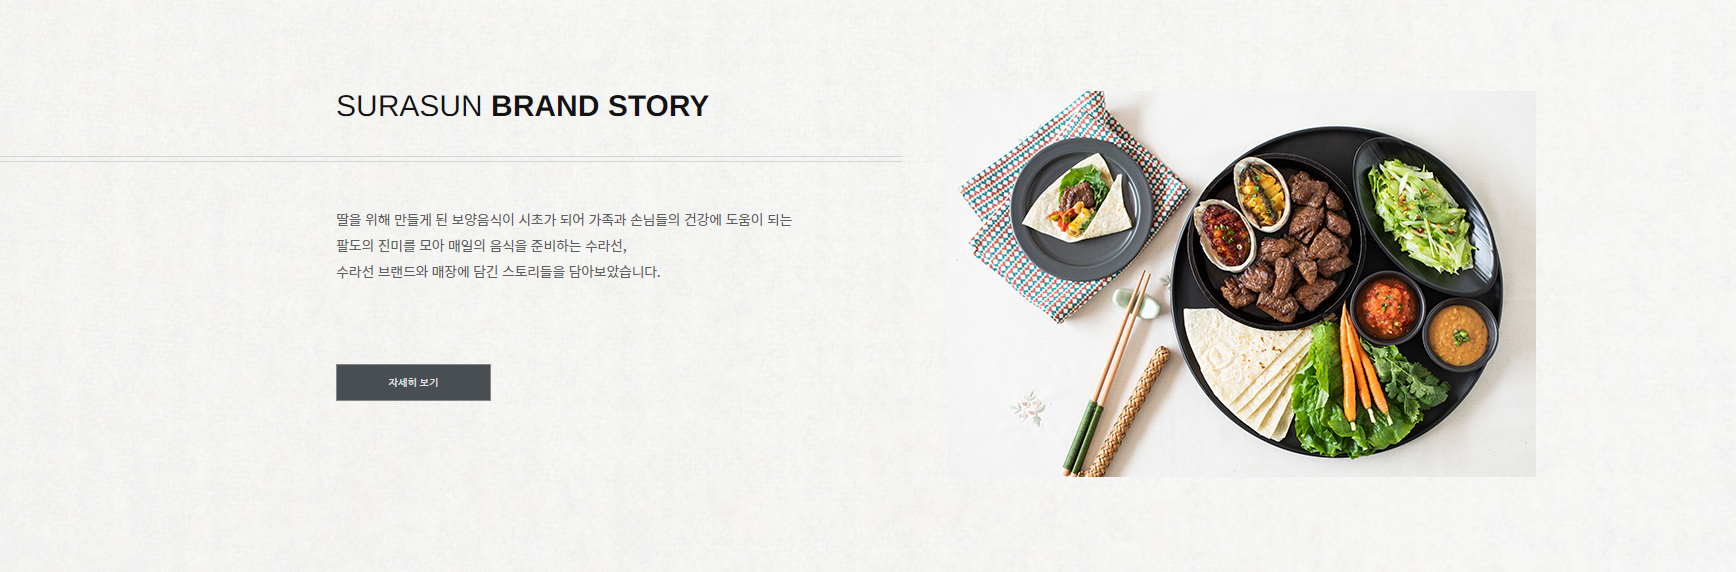 SURASUN BRAND STORY
딸을 위해 만들게 된 보양음식이 시초가 되어 가족과 손님들의 건강에 도움이 되는
팔도의 진미를 모아 매일의 음식을 준비하는 수라선,
수라선 브랜드와 매장에 담긴 스토리들을 담아보았습니다.
자세히 보기